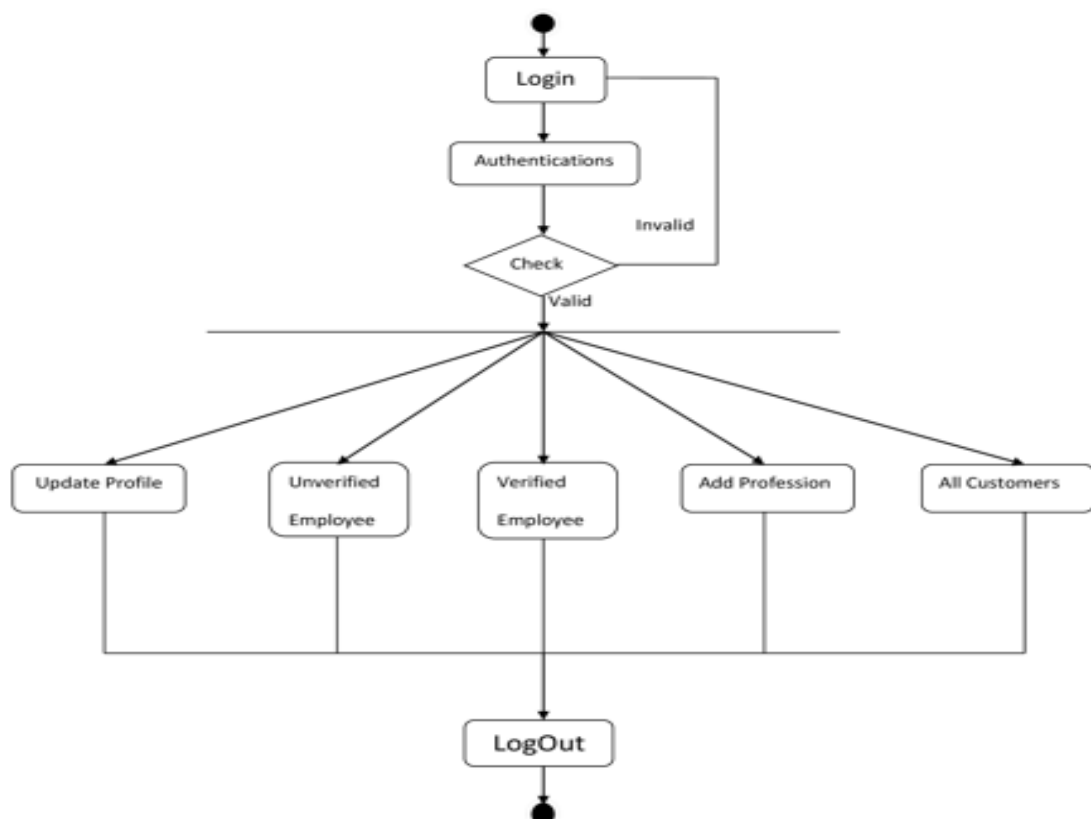 Login
Authentications
Invalid
Check
Valid
Update Profile
Unverified
Employee
Verified
Employee
Add Profession
All Customers
LogOut